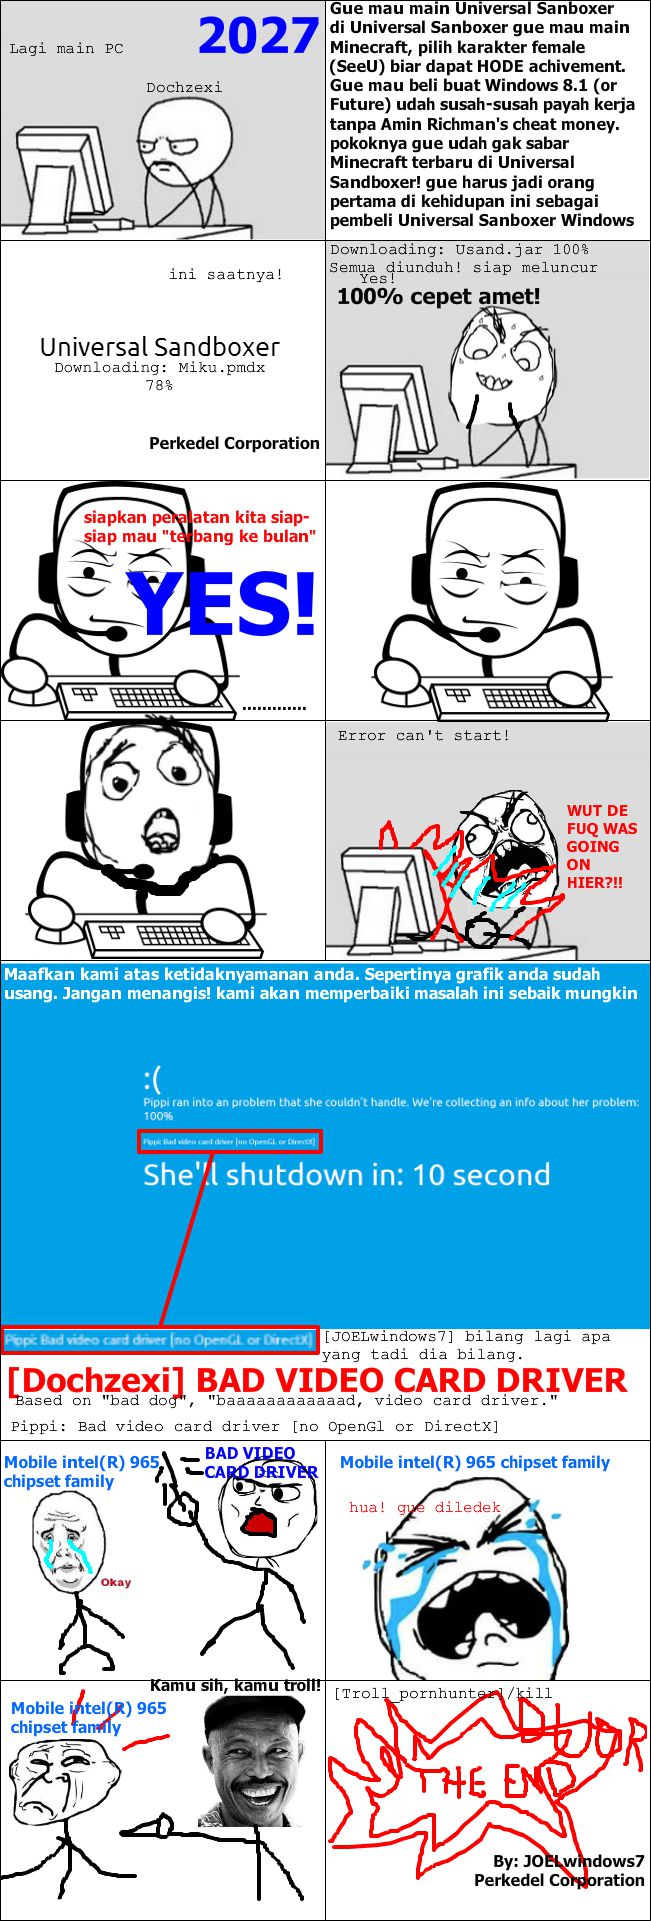 Lagi main PC
2027
Dochzexi
Gue mau main Universal Sanboxer
di Universal Sanboxer gue mau main
Minecraft, pilih karakter female
(SeeU) biar dapat HODE achivement.
Gue mau beli buat Windows 8.1 (or
Future) udah susah-susah payah kerja
tanpa Amin Richman's cheat money.
pokoknya gue udah gak sabar
Minecraft terbaru di Universal
Sandboxer! gue harus jadi orang
pertama di kehidupan ini sebagai
pembeli Universal Sanboxer Windows
ini saatnya!
Universal Sandboxer
Downloading: Miku.pmdx
78%
Perkedel Corporation
Downloading: Usand.jar 100%
Semua diunduh! siap meluncur
Yes!
100% cepet amet!
siapkan peralatan kita siap-
siap mau "terbang ke bulan"
YES!
.............
Error can't start!
WUT DE
FUQ WAS
GOING
ON
HIER?!!
Maafkan kami atas ketidaknyamanan anda. Sepertinya grafik anda sudah
usang. Jangan menangis! kami akan memperbaiki masalah ini sebaik mungkin
:(
Pippi ran into an problem that she couldn't handle. We're collecting an info about her problem:
100%
Pippi: Bad video card driver [no OpenGL or DirectX]
She'll shutdown in: 10 second
Pippi: Bad video card driver [no OpenGL or DirectX]
[JOELwindows7] bilang lagi apa
yang tadi dia bilang.
[Dochzexi] BAD VIDEO CARD DRIVER
Based on "bad dog", "baaaaaaaaaaaad, video card driver."
Pippi: Bad video card driver [no OpenGl or DirectX]
Mobile intel(R) 965
chipset family
BAD VIDEO
CARD DRIVER
Okay
Mobile intel(R) 965 chipset family
hua! gue diledek
Kamu sih, kamu troll!
Mobile intel(R) 965
chipset family
[Troll_pornhunter]/kill
DUOR
THE END
By: JOELwindows7
Perkedel Corporation